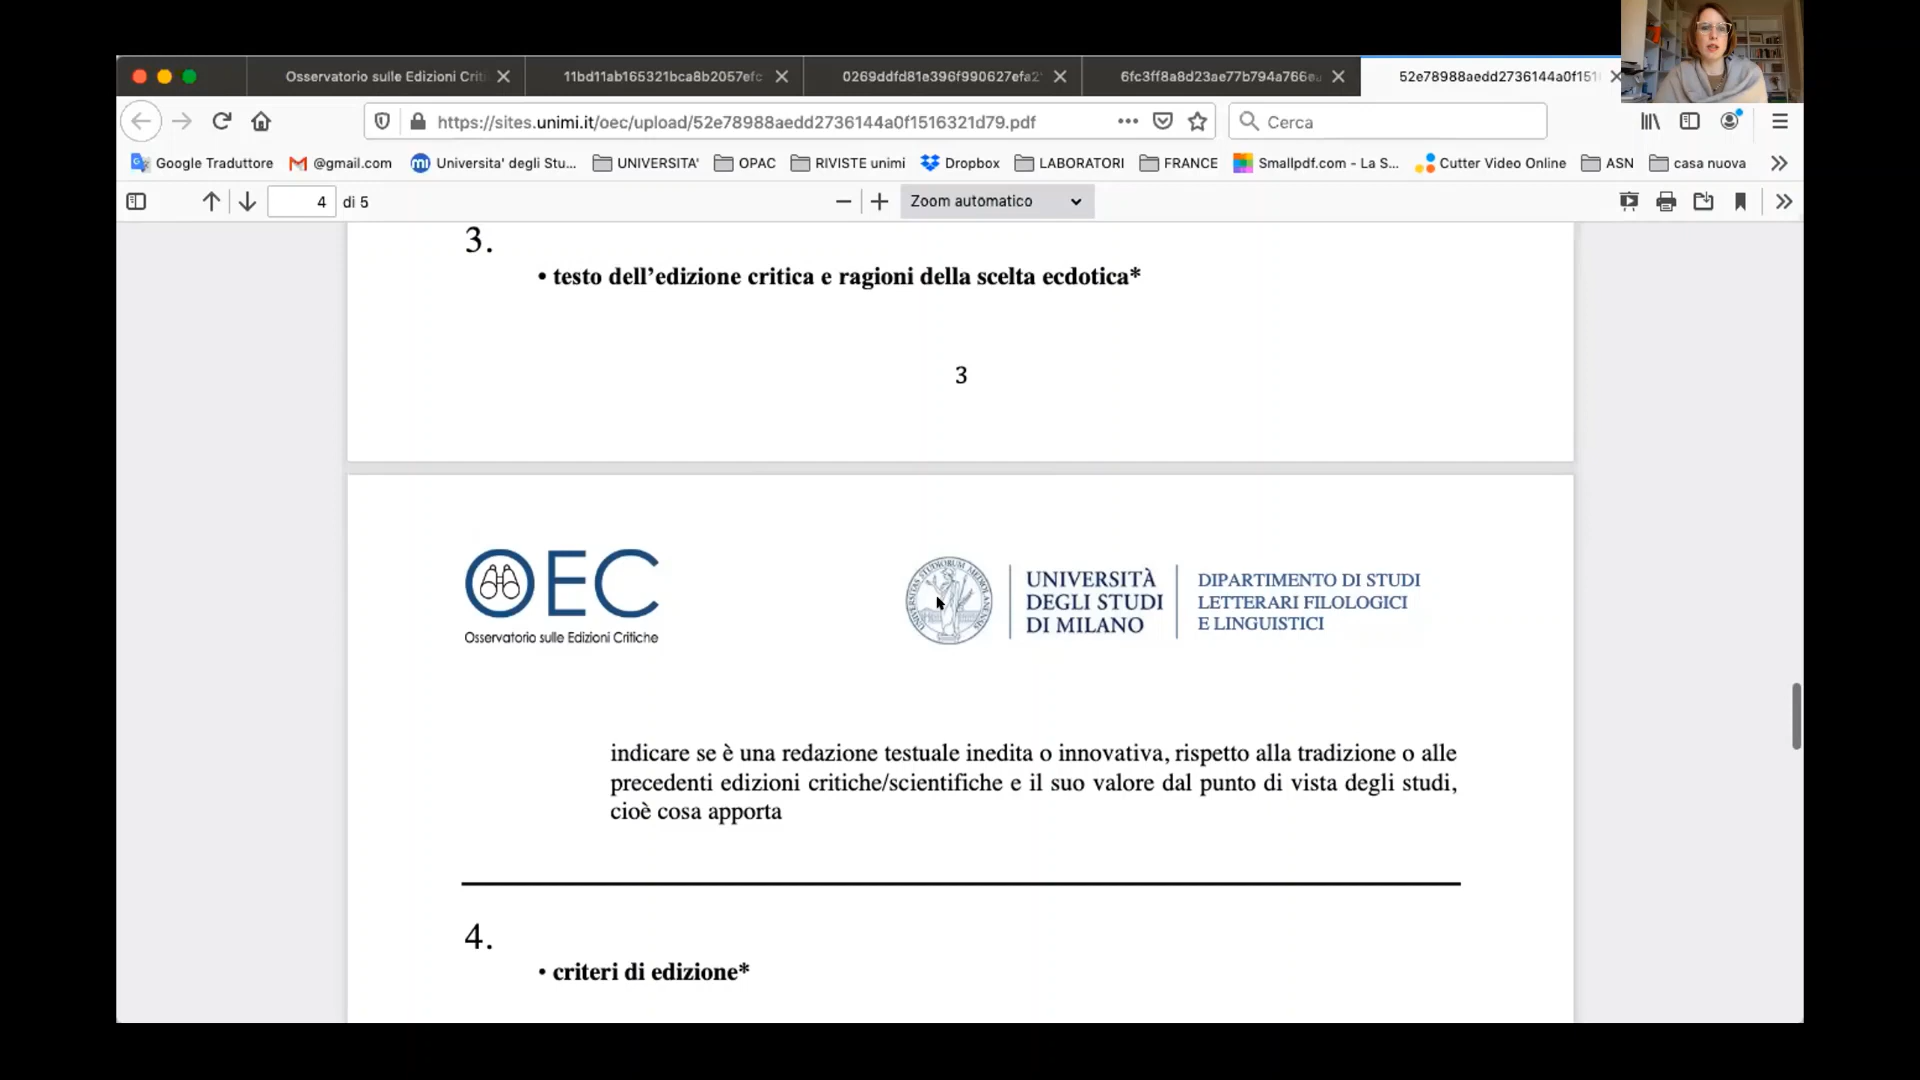 Osservatorio sulle Edizioni Crit
11bd11ab165321bca8b2057efc
0269ddfd81e396f990627efa2
6fc3ff8a8d23ae77b794a766e
52e78988aedd2736144a0f151
https://sites.unimi.it/oec/upload/52e78988aedd2736144a0f1516321d79.pdf
Cerca
Google Traduttore
@gmail.com
Universita' degli Stu...
UNIVERSITA'
OPAC
RIVISTE unimi
Dropbox
LABORATORI
FRANCE
Smallpdf.com - La S...
Cutter Video Online
ASN
casa nuova
4 di 5
Zoom automatico
3.
• testo dell’edizione critica e ragioni della scelta ecdotica*
3
OEC
Osservatorio sulle Edizioni Critiche
UNIVERSITÀ
DEGLI STUDI
DI MILANO
DIPARTIMENTO DI STUDI
LETTERARI FILOLOGICI
E LINGUISTICI
indicare se è una redazione testuale inedita o innovativa, rispetto alla tradizione o alle
precedenti edizioni critiche/scientifiche e il suo valore dal punto di vista degli studi,
cioè cosa apporta
4.
• criteri di edizione*